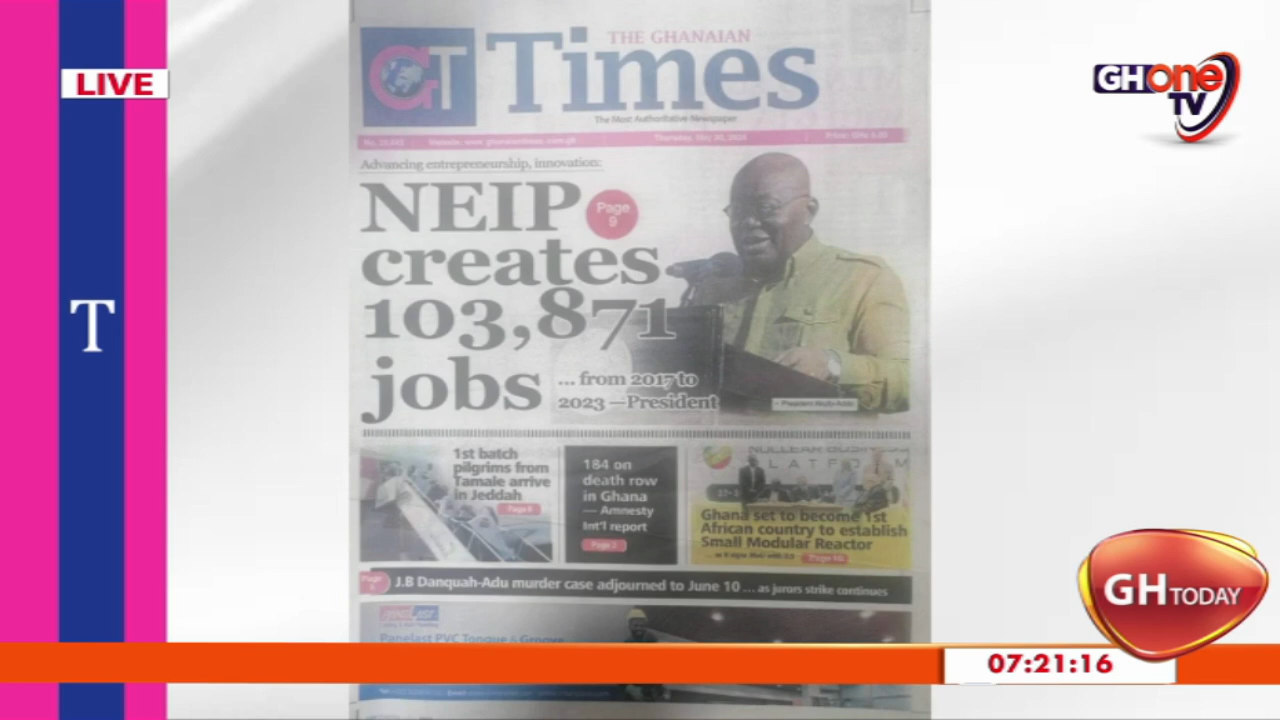 LIVE
T
GHone
TV
THE GHANAIAN
GT Times
The Most Authoritative Newspaper
Advancing entrepreneurship, innovation:
NEIP
Page
9
creates
103,871
jobs
... from 2017 to
2023 —President
1st batch
pilgrims from
Tamale arrive
in Jeddah
184 on
death row
in Ghana
— Amnesty
Int'l report
Ghana set to become 1st
African country to establish
Small Modular Reactor
J.B Danquah-Adu murder case adjourned to June 10 ... as jurors strike continues
Panelast PVC Tongue & Groove
GH TODAY
07:21:16